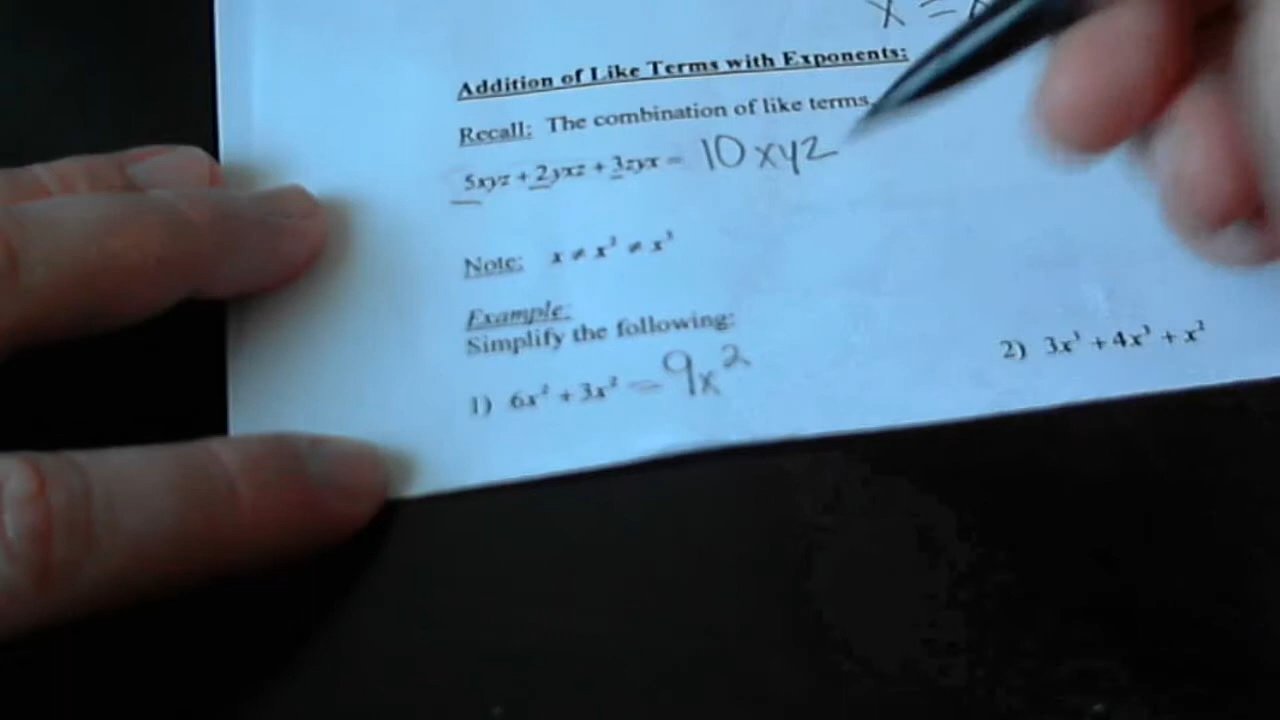 x =
Addition of Like Terms with Exponents:
Recall: The combination of like terms.
5xyz + 2yxz + 3zyx = 10xyz
Note: x ≠ x² ≠ x³
Example:
Simplify the following:
1) 6x² + 3x² = 9x²
2) 3x³ + 4x³ + x²